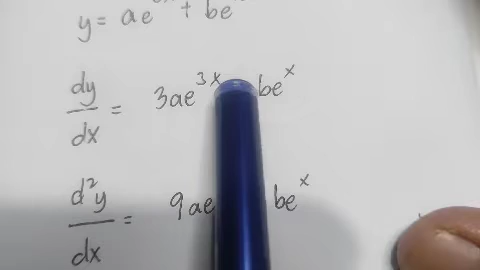 y = ae + be
dy/dx = 3ae^3x be^x
d²y/dx = 9ae be^x